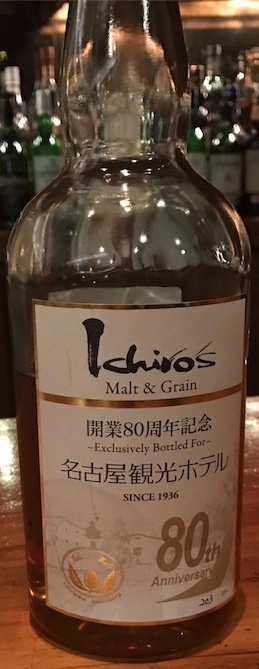 Ichiro's
Malt & Grain
開業80周年記念
~Exclusively Bottled For~
名古屋観光ホテル
SINCE 1936
80th
Anniversary
203